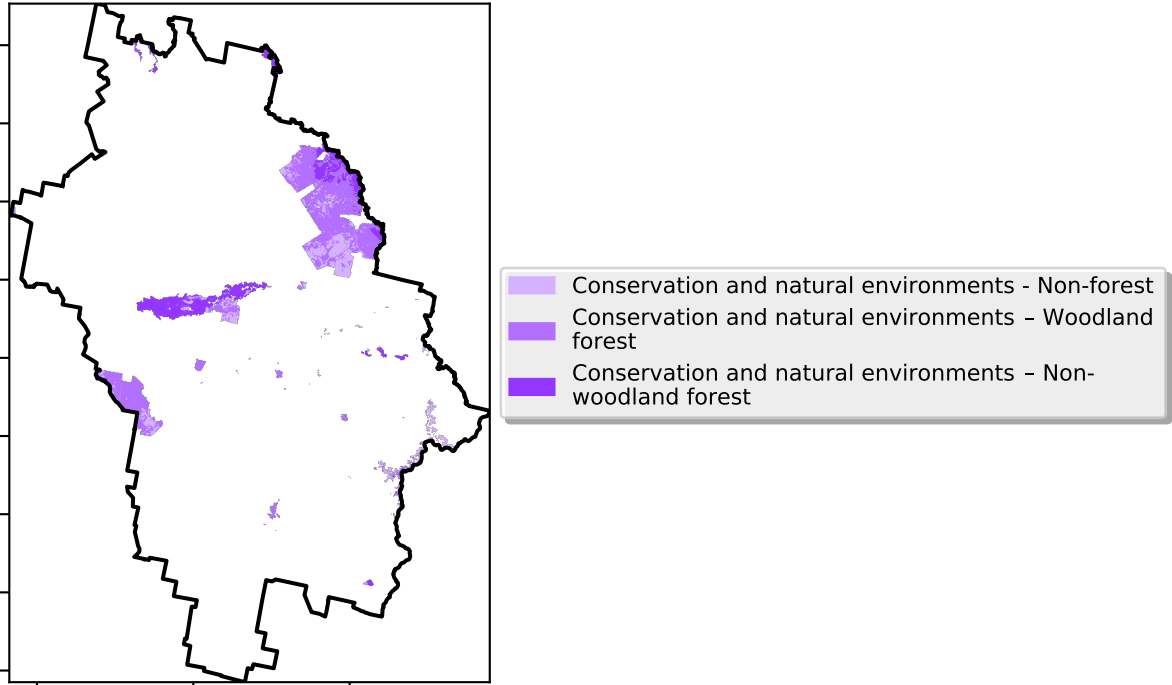 Conservation and natural environments - Non-forest
Conservation and natural environments – Woodland
forest
Conservation and natural environments – Non-
woodland forest